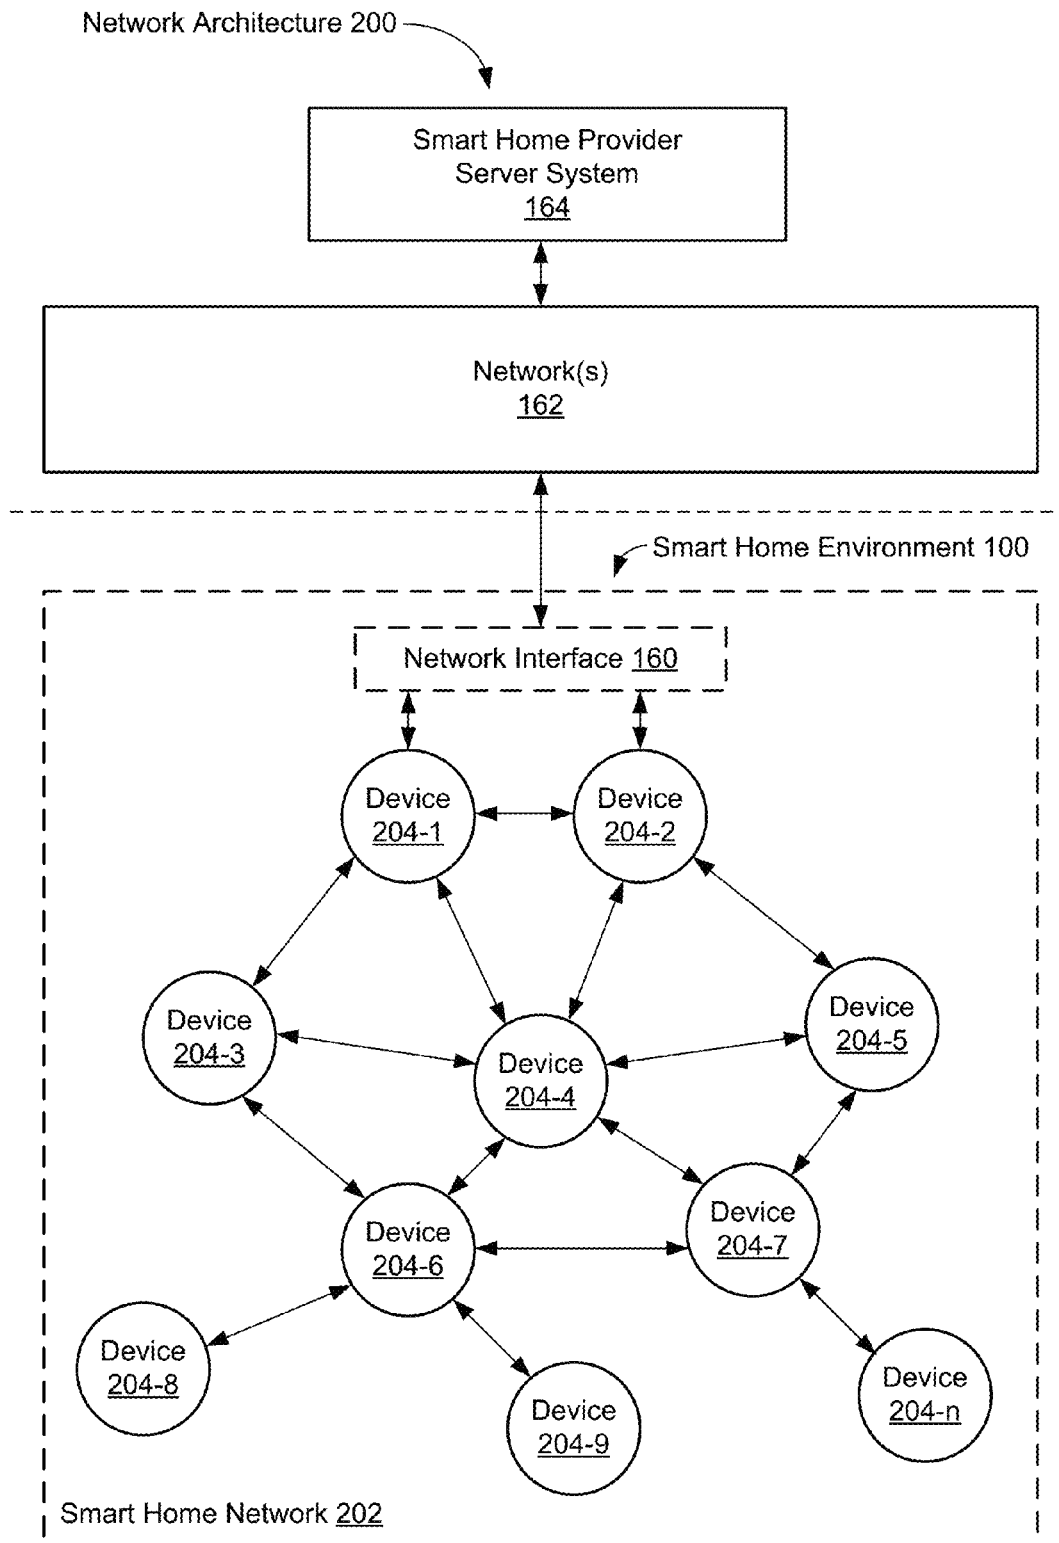 Network Architecture 200
Smart Home Provider
Server System
164
Network(s)
162
Smart Home Environment 100
Network Interface 160
Device
204-1
Device
204-2
Device
204-3
Device
204-4
Device
204-5
Device
204-6
Device
204-7
Device
204-8
Device
204-9
Device
204-n
Smart Home Network 202